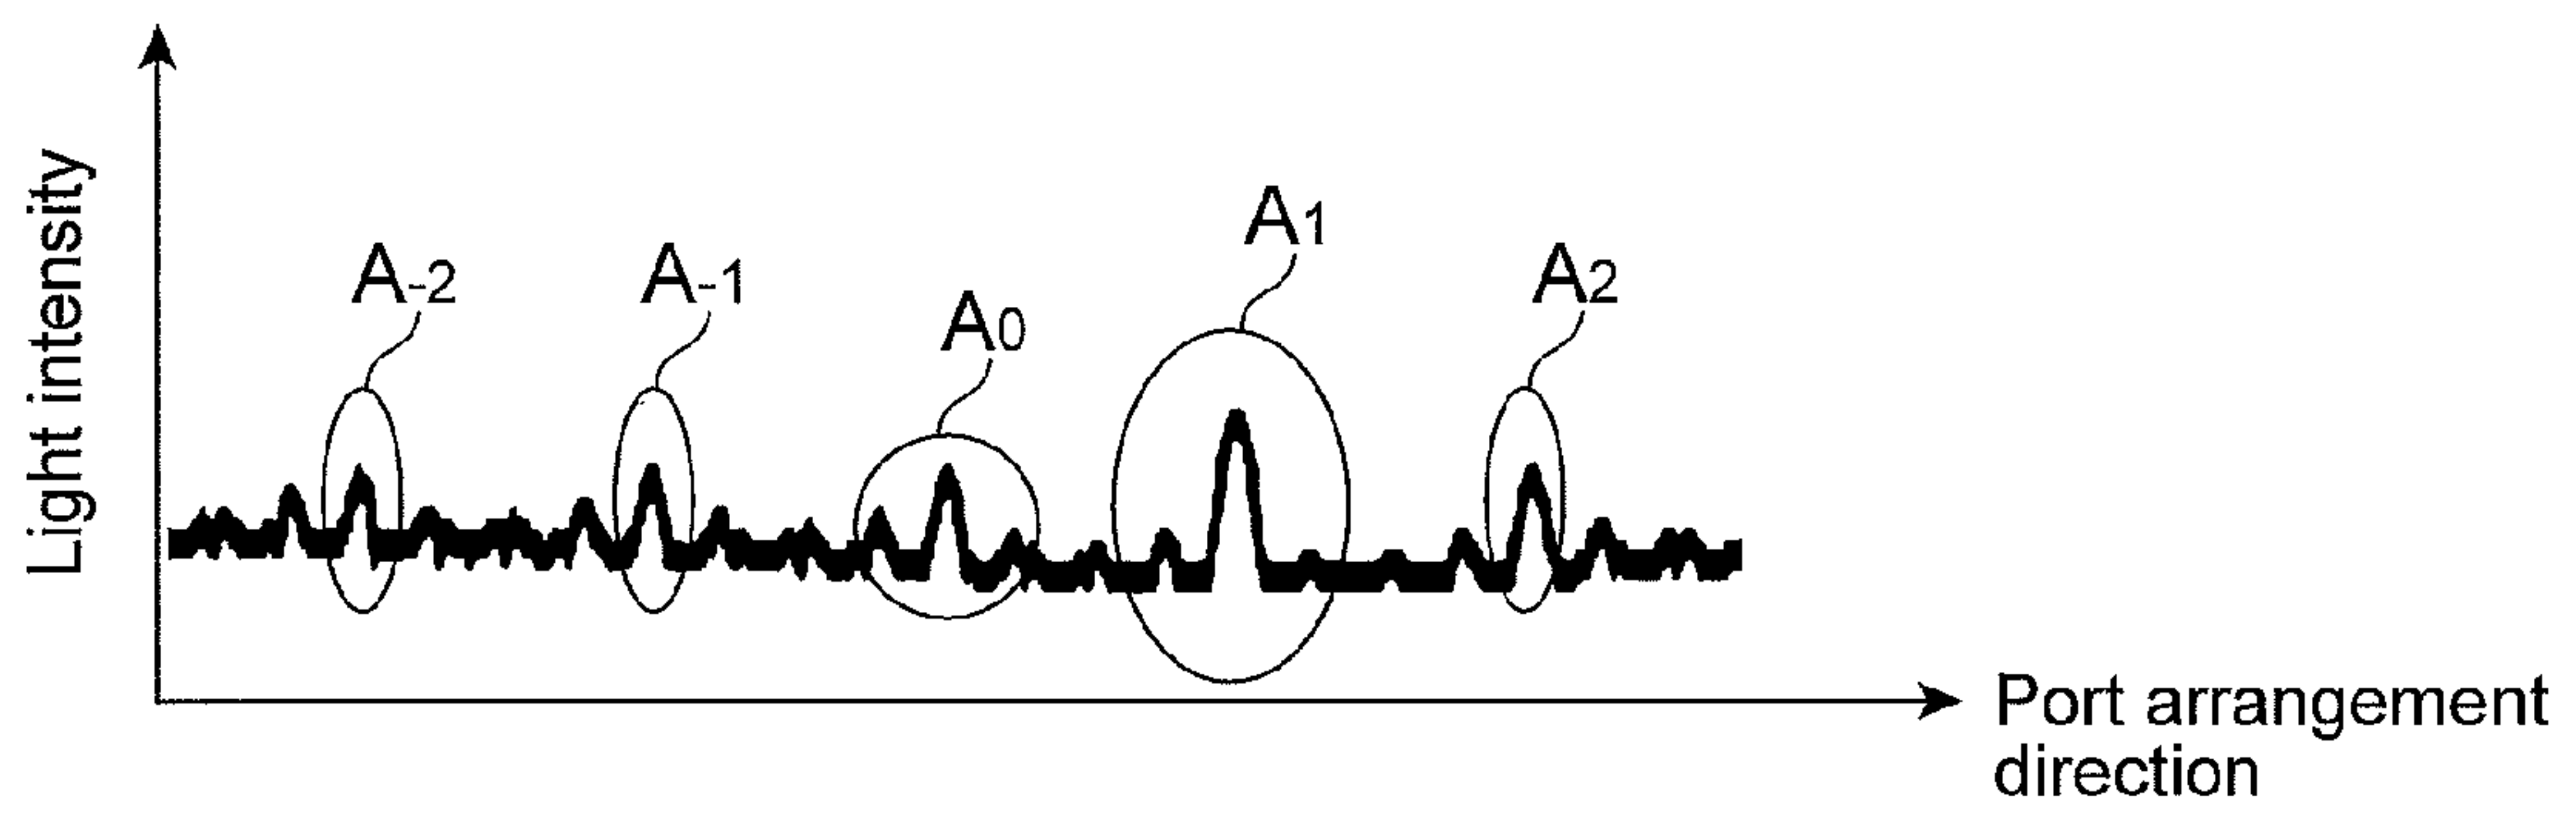 Light intensity
A-2
A-1
A0
A1
A2
Port arrangement
direction